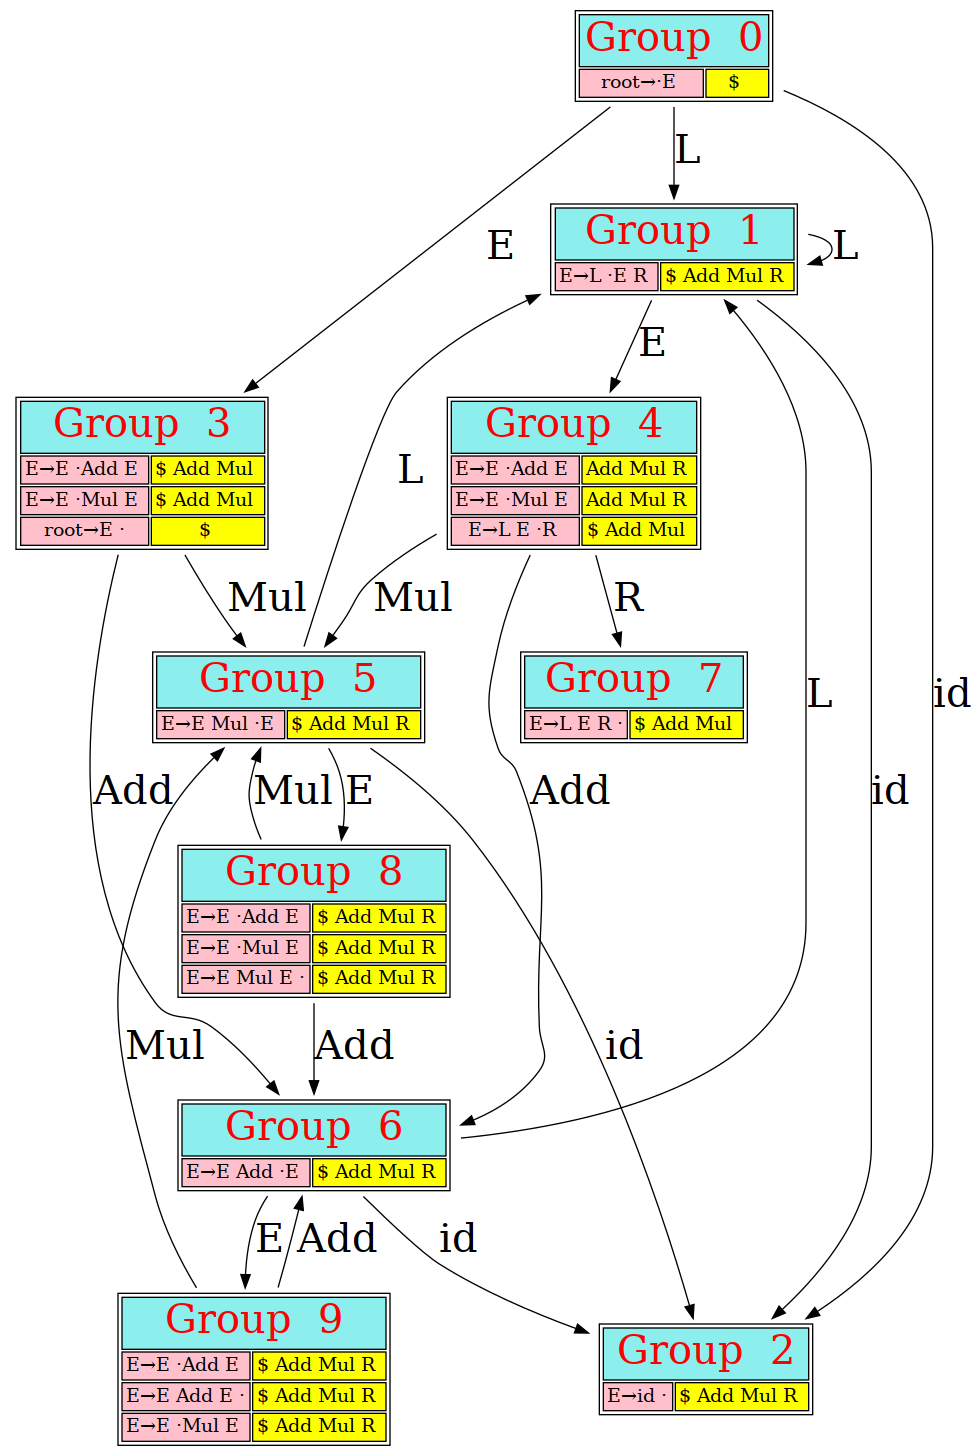 Group 0
root→·E $
L
Group 1
E→L ·E R $ Add Mul R
L
E
E
Group 3
E→E ·Add E $ Add Mul
E→E ·Mul E $ Add Mul
root→E · $
Group 4
E→E ·Add E Add Mul R
E→E ·Mul E Add Mul R
E→L E ·R $ Add Mul
L
Mul
Mul
R
Group 5
E→E Mul ·E $ Add Mul R
Group 7
E→L E R · $ Add Mul
L
id
Add
Mul
E
Add
id
Group 8
E→E ·Add E $ Add Mul R
E→E ·Mul E $ Add Mul R
E→E Mul E · $ Add Mul R
Mul
Add
id
Group 6
E→E Add ·E $ Add Mul R
E
Add
id
Group 9
E→E ·Add E $ Add Mul R
E→E Add E · $ Add Mul R
E→E ·Mul E $ Add Mul R
Group 2
E→id · $ Add Mul R